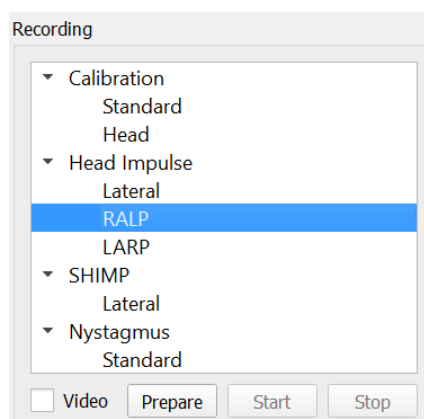 Recording
Calibration
Standard
Head
Head Impulse
Lateral
RALP
LARP
SHIMP
Lateral
Nystagmus
Standard
Video Prepare Start Stop